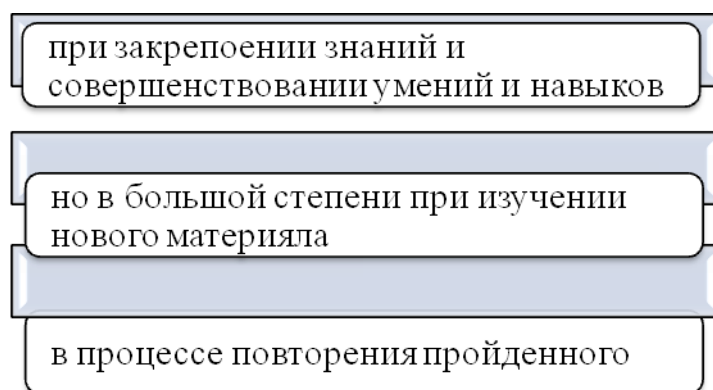 при закрепоении знаний и
совершенствовании умений и навыков
но в большой степени при изучении
нового материяла
в процессе повторения пройденного